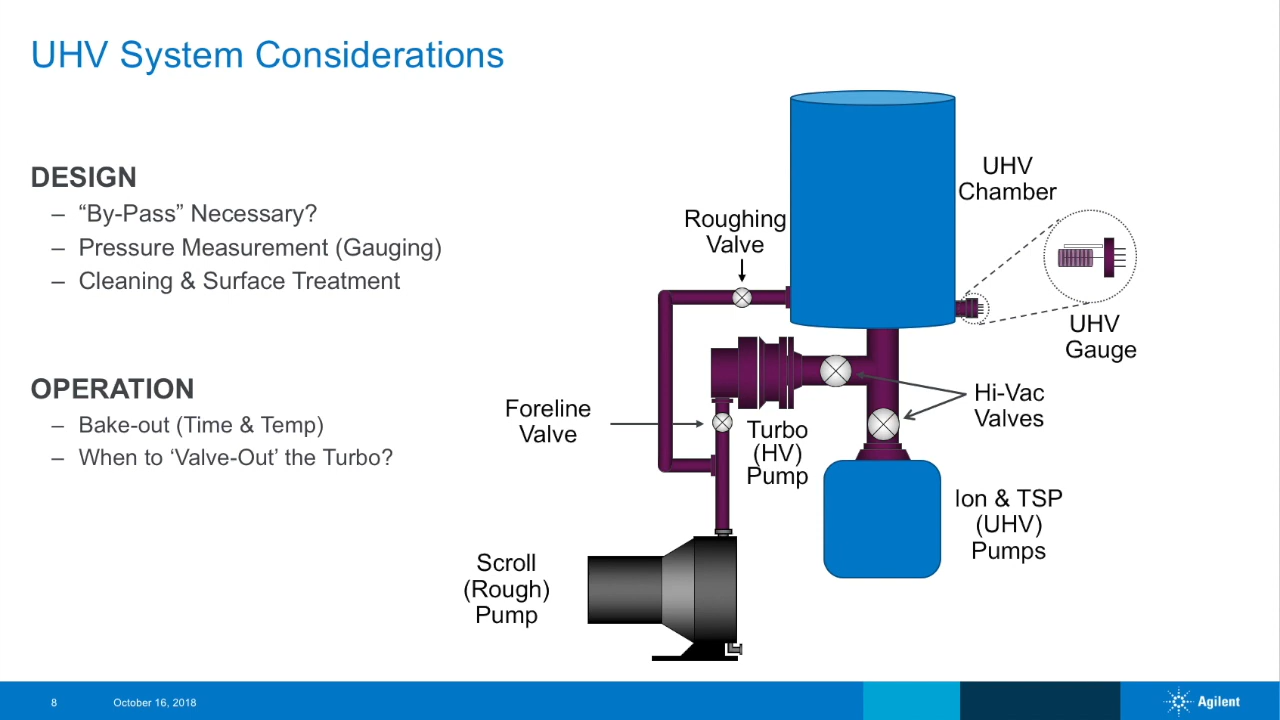 UHV System Considerations
DESIGN
– “By-Pass” Necessary?
– Pressure Measurement (Gauging)
– Cleaning & Surface Treatment
OPERATION
– Bake-out (Time & Temp)
– When to ‘Valve-Out’ the Turbo?
UHV
Chamber
Roughing
Valve
UHV
Gauge
Hi-Vac
Valves
Foreline
Valve
Turbo
(HV)
Pump
Ion & TSP
(UHV)
Pumps
Scroll
(Rough)
Pump
8
October 16, 2018
Agilent